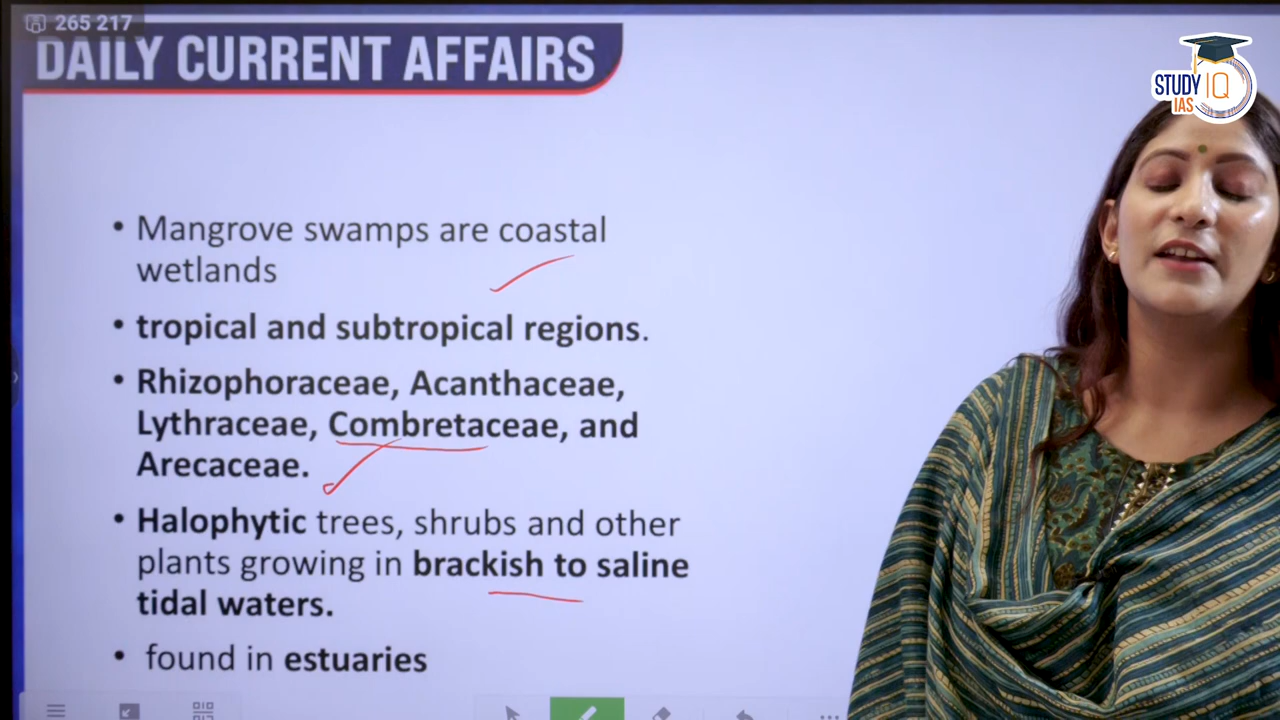 265 217
DAILY CURRENT AFFAIRS
STUDY IQ
IAS
• Mangrove swamps are coastal
wetlands
• tropical and subtropical regions.
• Rhizophoraceae, Acanthaceae,
Lythraceae, Combretaceae, and
Arecaceae.
• Halophytic trees, shrubs and other
plants growing in brackish to saline
tidal waters.
• found in estuaries